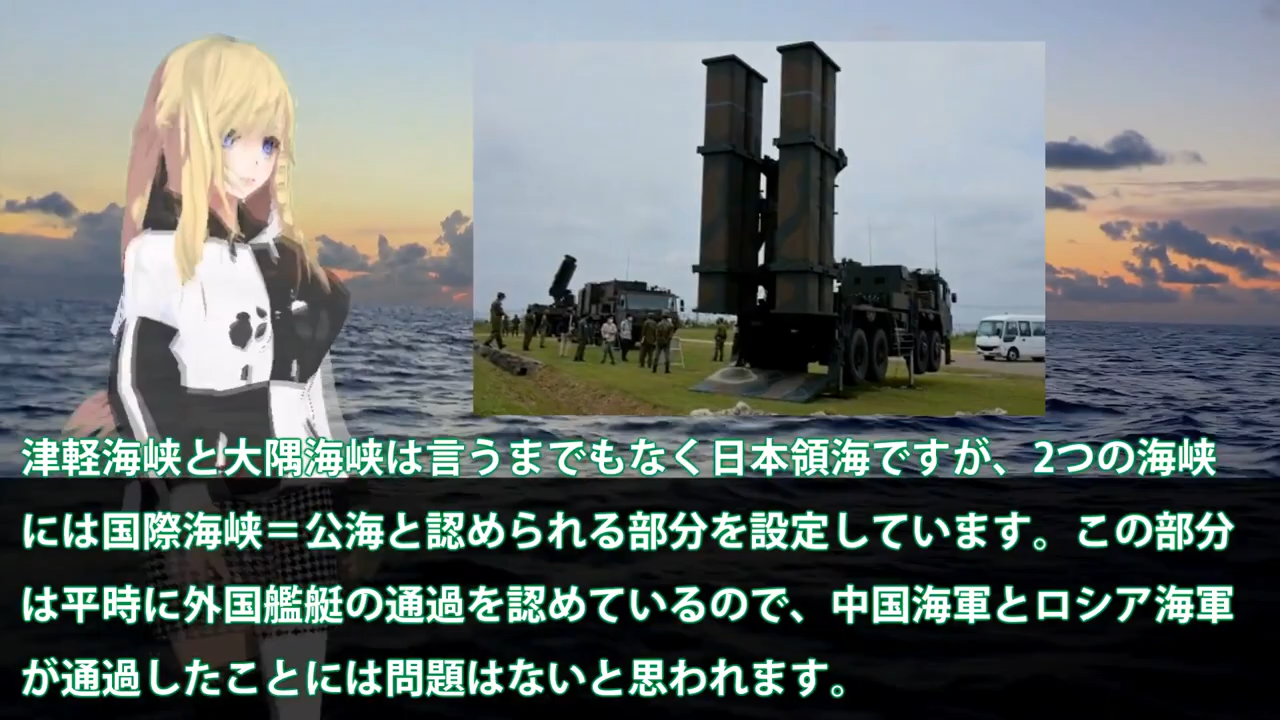 津軽海峡と大隅海峡は言うまでもなく日本領海ですが、2つの海峡
には国際海峡＝公海と認められる部分を設定しています。この部分
は平時に外国艦艇の通過を認めているので、中国海軍とロシア海軍
が通過したことには問題はないと思われます。